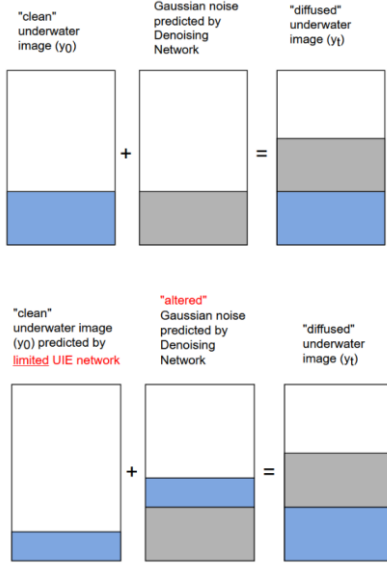 "clean"
underwater
image (y0)
Gaussian noise
predicted by
Denoising
Network
"diffused"
underwater
image (yt)
+
=
"clean"
underwater image
(y0) predicted by
limited UIE network
"altered"
Gaussian noise
predicted by
Denoising
Network
"diffused"
underwater
image (yt)
+
=